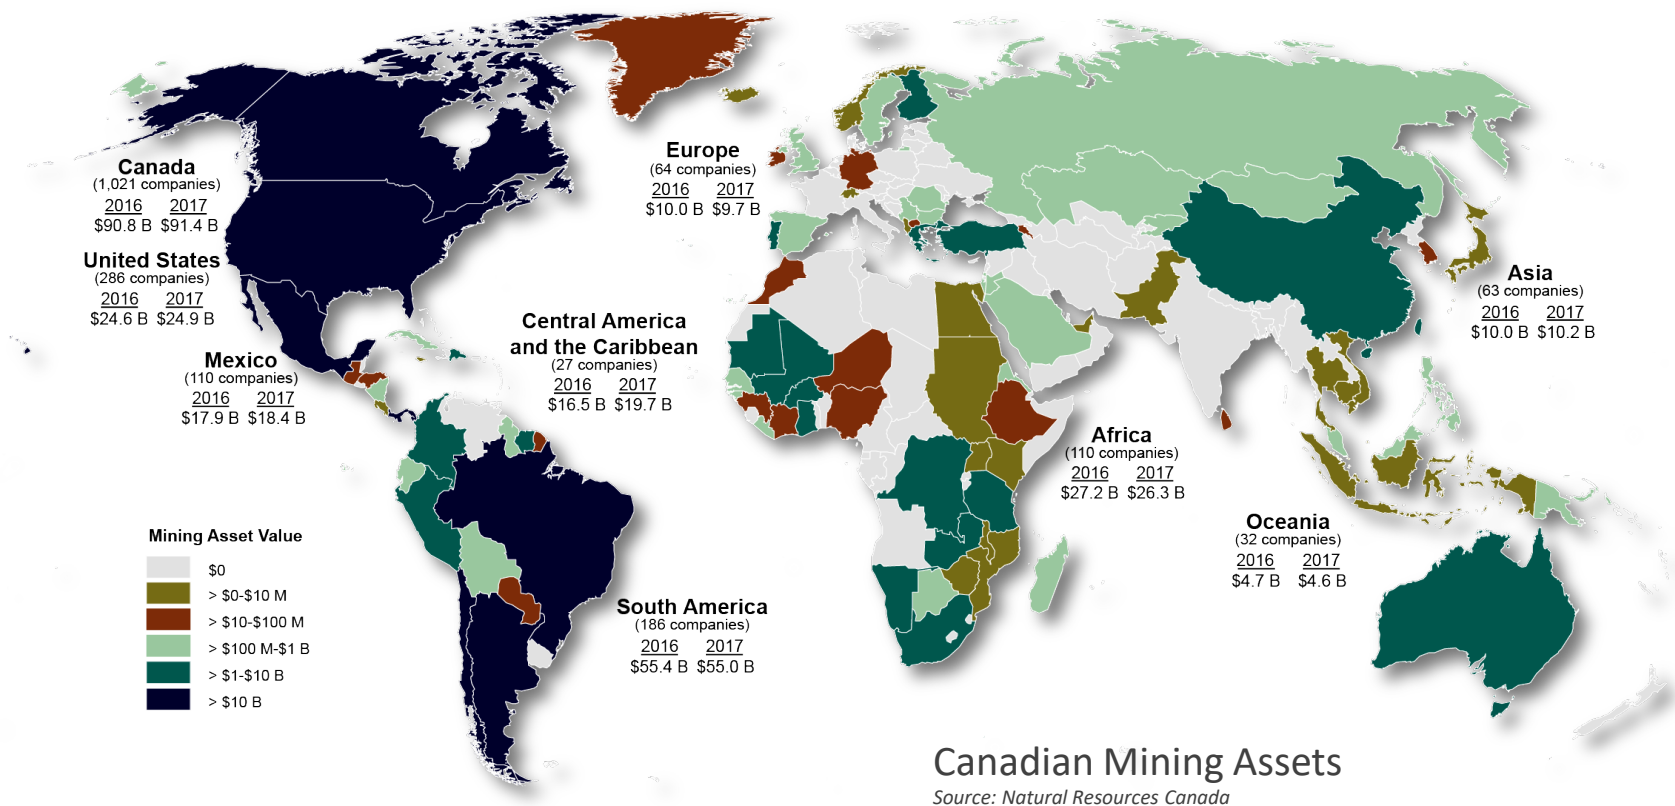 Canada
(1,021 companies)
2016 2017
$90.8 B $91.4 B
United States
(286 companies)
2016 2017
$24.6 B $24.9 B
Mexico
(110 companies)
2016 2017
$17.9 B $18.4 B
Central America
and the Caribbean
(27 companies)
2016 2017
$16.5 B $19.7 B
Europe
(64 companies)
2016 2017
$10.0 B $9.7 B
Asia
(63 companies)
2016 2017
$10.0 B $10.2 B
Africa
(110 companies)
2016 2017
$27.2 B $26.3 B
Oceania
(32 companies)
2016 2017
$4.7 B $4.6 B
South America
(186 companies)
2016 2017
$55.4 B $55.0 B
Mining Asset Value
$0
> $0-$10 M
> $10-$100 M
> $100 M-$1 B
> $1-$10 B
> $10 B
Canadian Mining Assets
Source: Natural Resources Canada